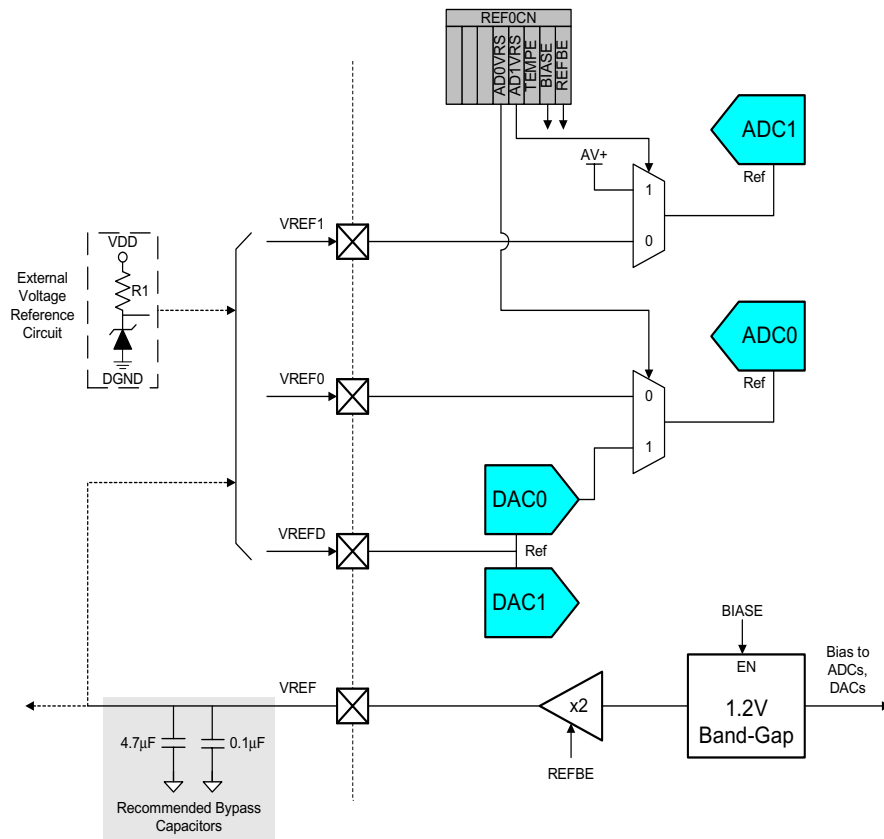 REF0CN
AD0VRS
AD1VRS
TEMPE
BIASE
REFBE
ADC1
Ref
AV+
1
0
VREF1
External
Voltage
Reference
Circuit
VDD
R1
DGND
ADC0
Ref
VREF0
0
1
DAC0
VREFD
Ref
DAC1
BIASE
EN
1.2V
Band-Gap
Bias to
ADCs,
DACs
VREF
x2
REFBE
4.7μF
0.1μF
Recommended Bypass
Capacitors